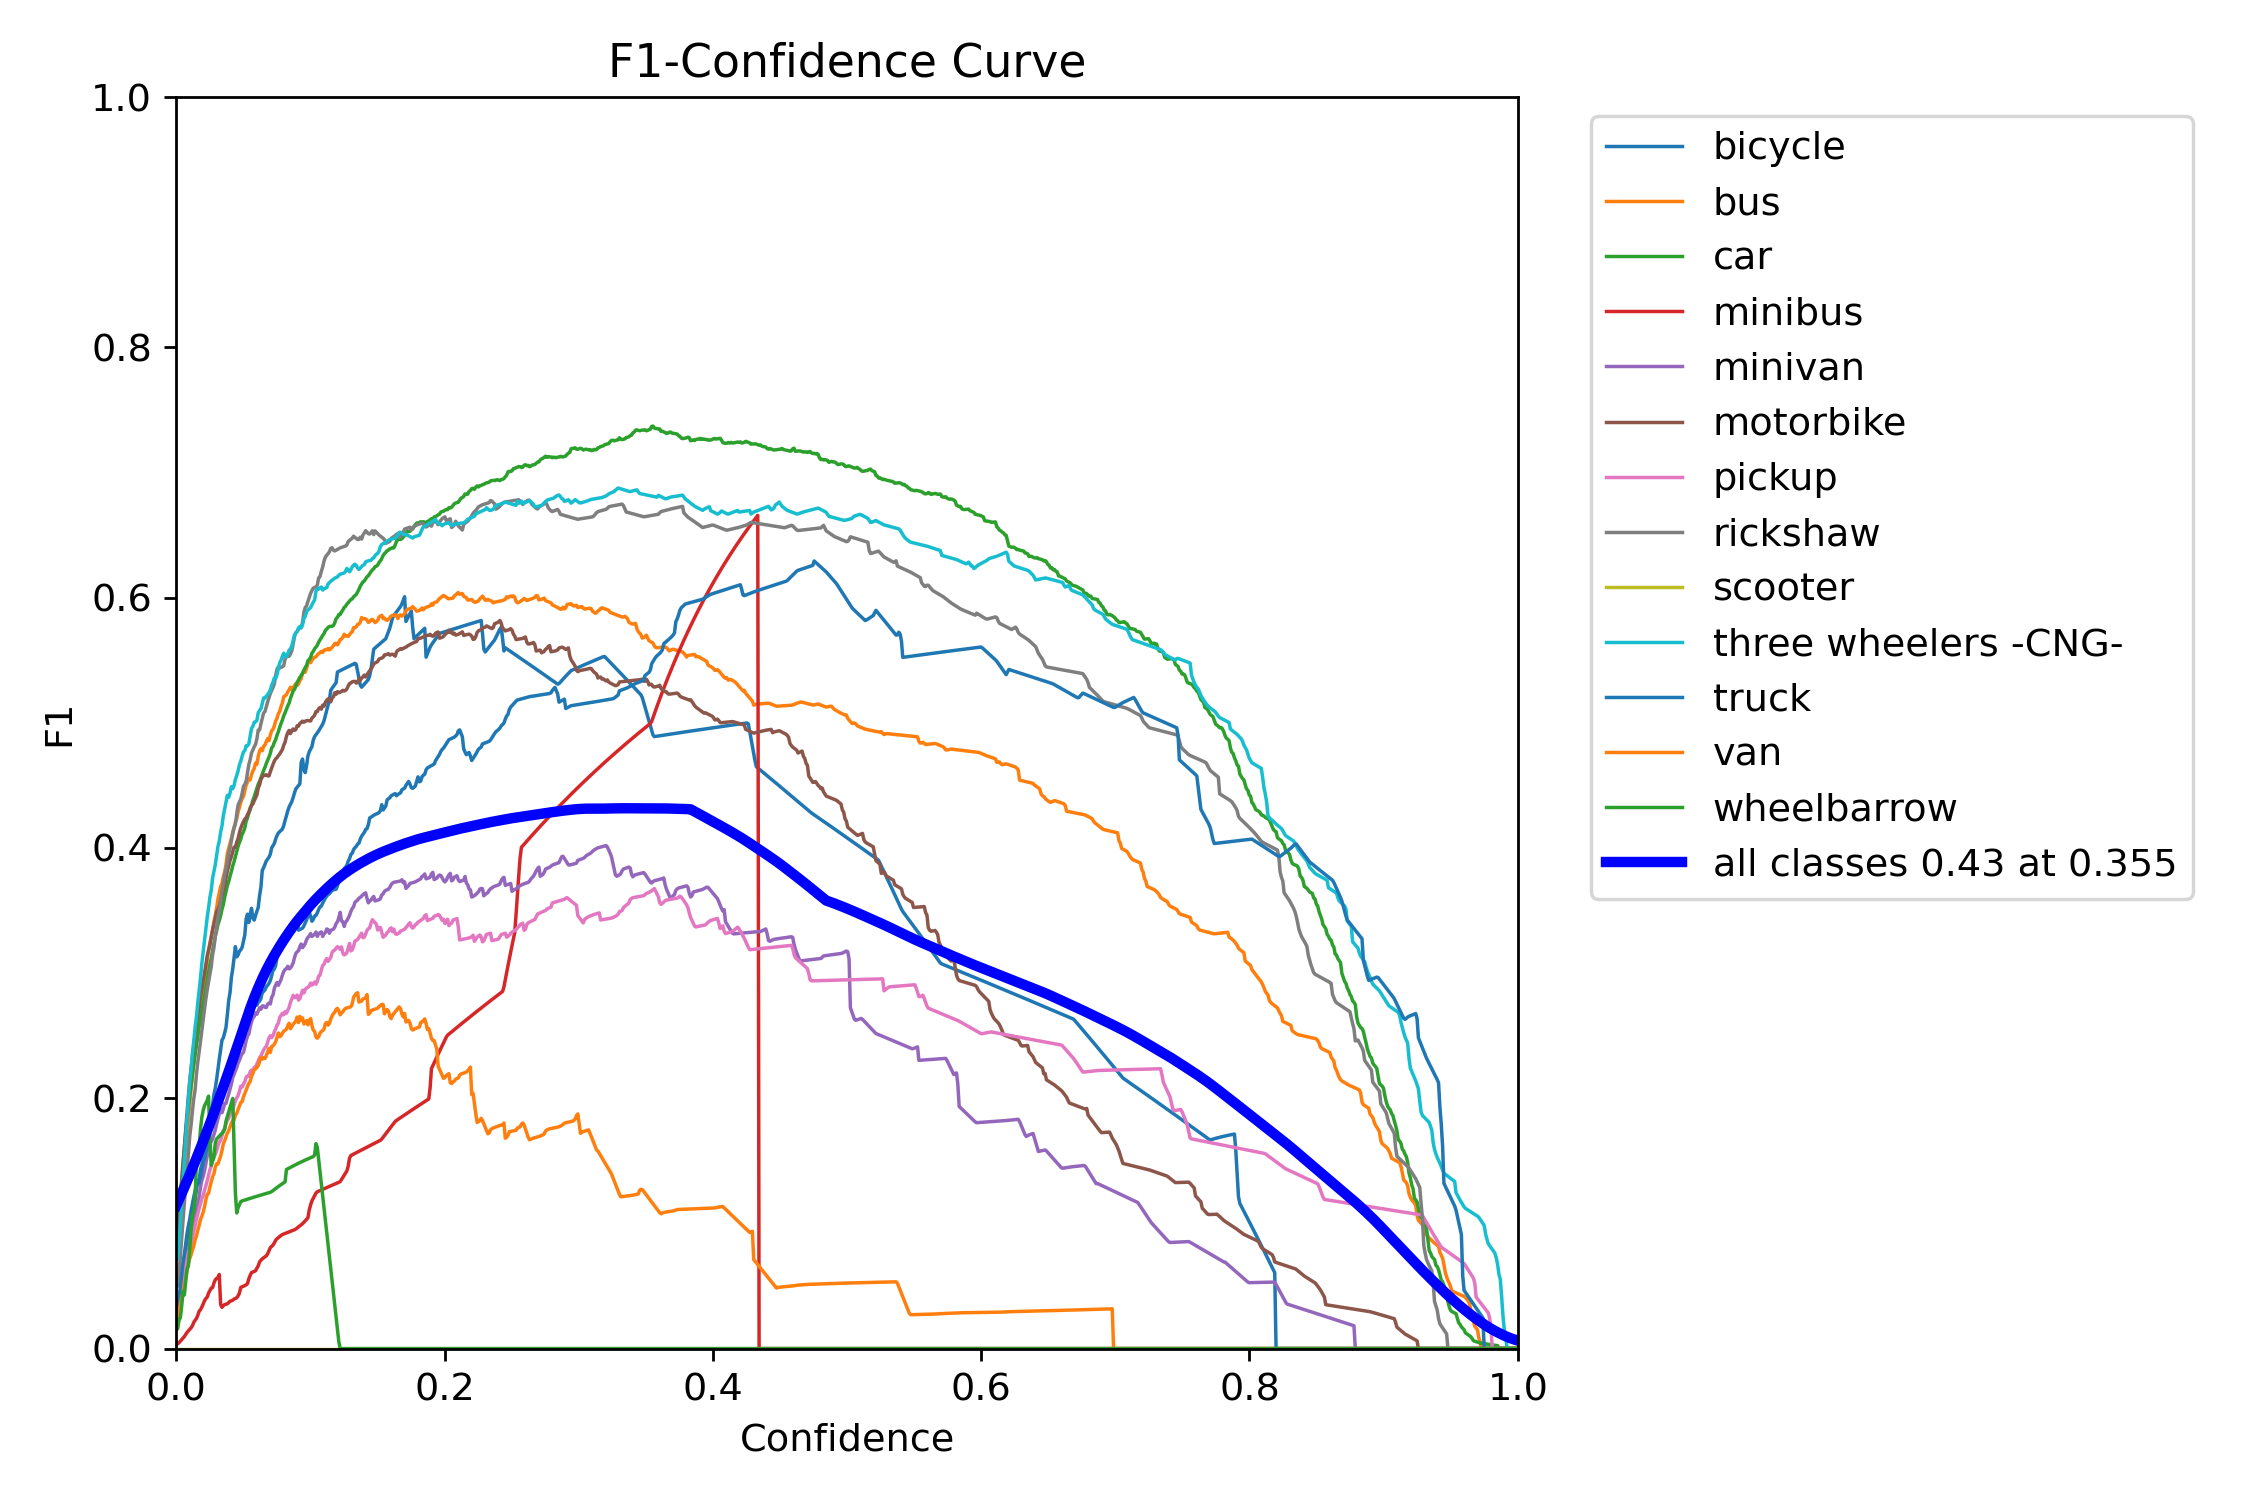 F1-Confidence Curve
1.0
0.8
0.6
0.4
0.2
0.0
F1
0.0 0.2 0.4 0.6 0.8 1.0
Confidence
bicycle
bus
car
minibus
minivan
motorbike
pickup
rickshaw
scooter
three wheelers -CNG-
truck
van
wheelbarrow
all classes 0.43 at 0.355